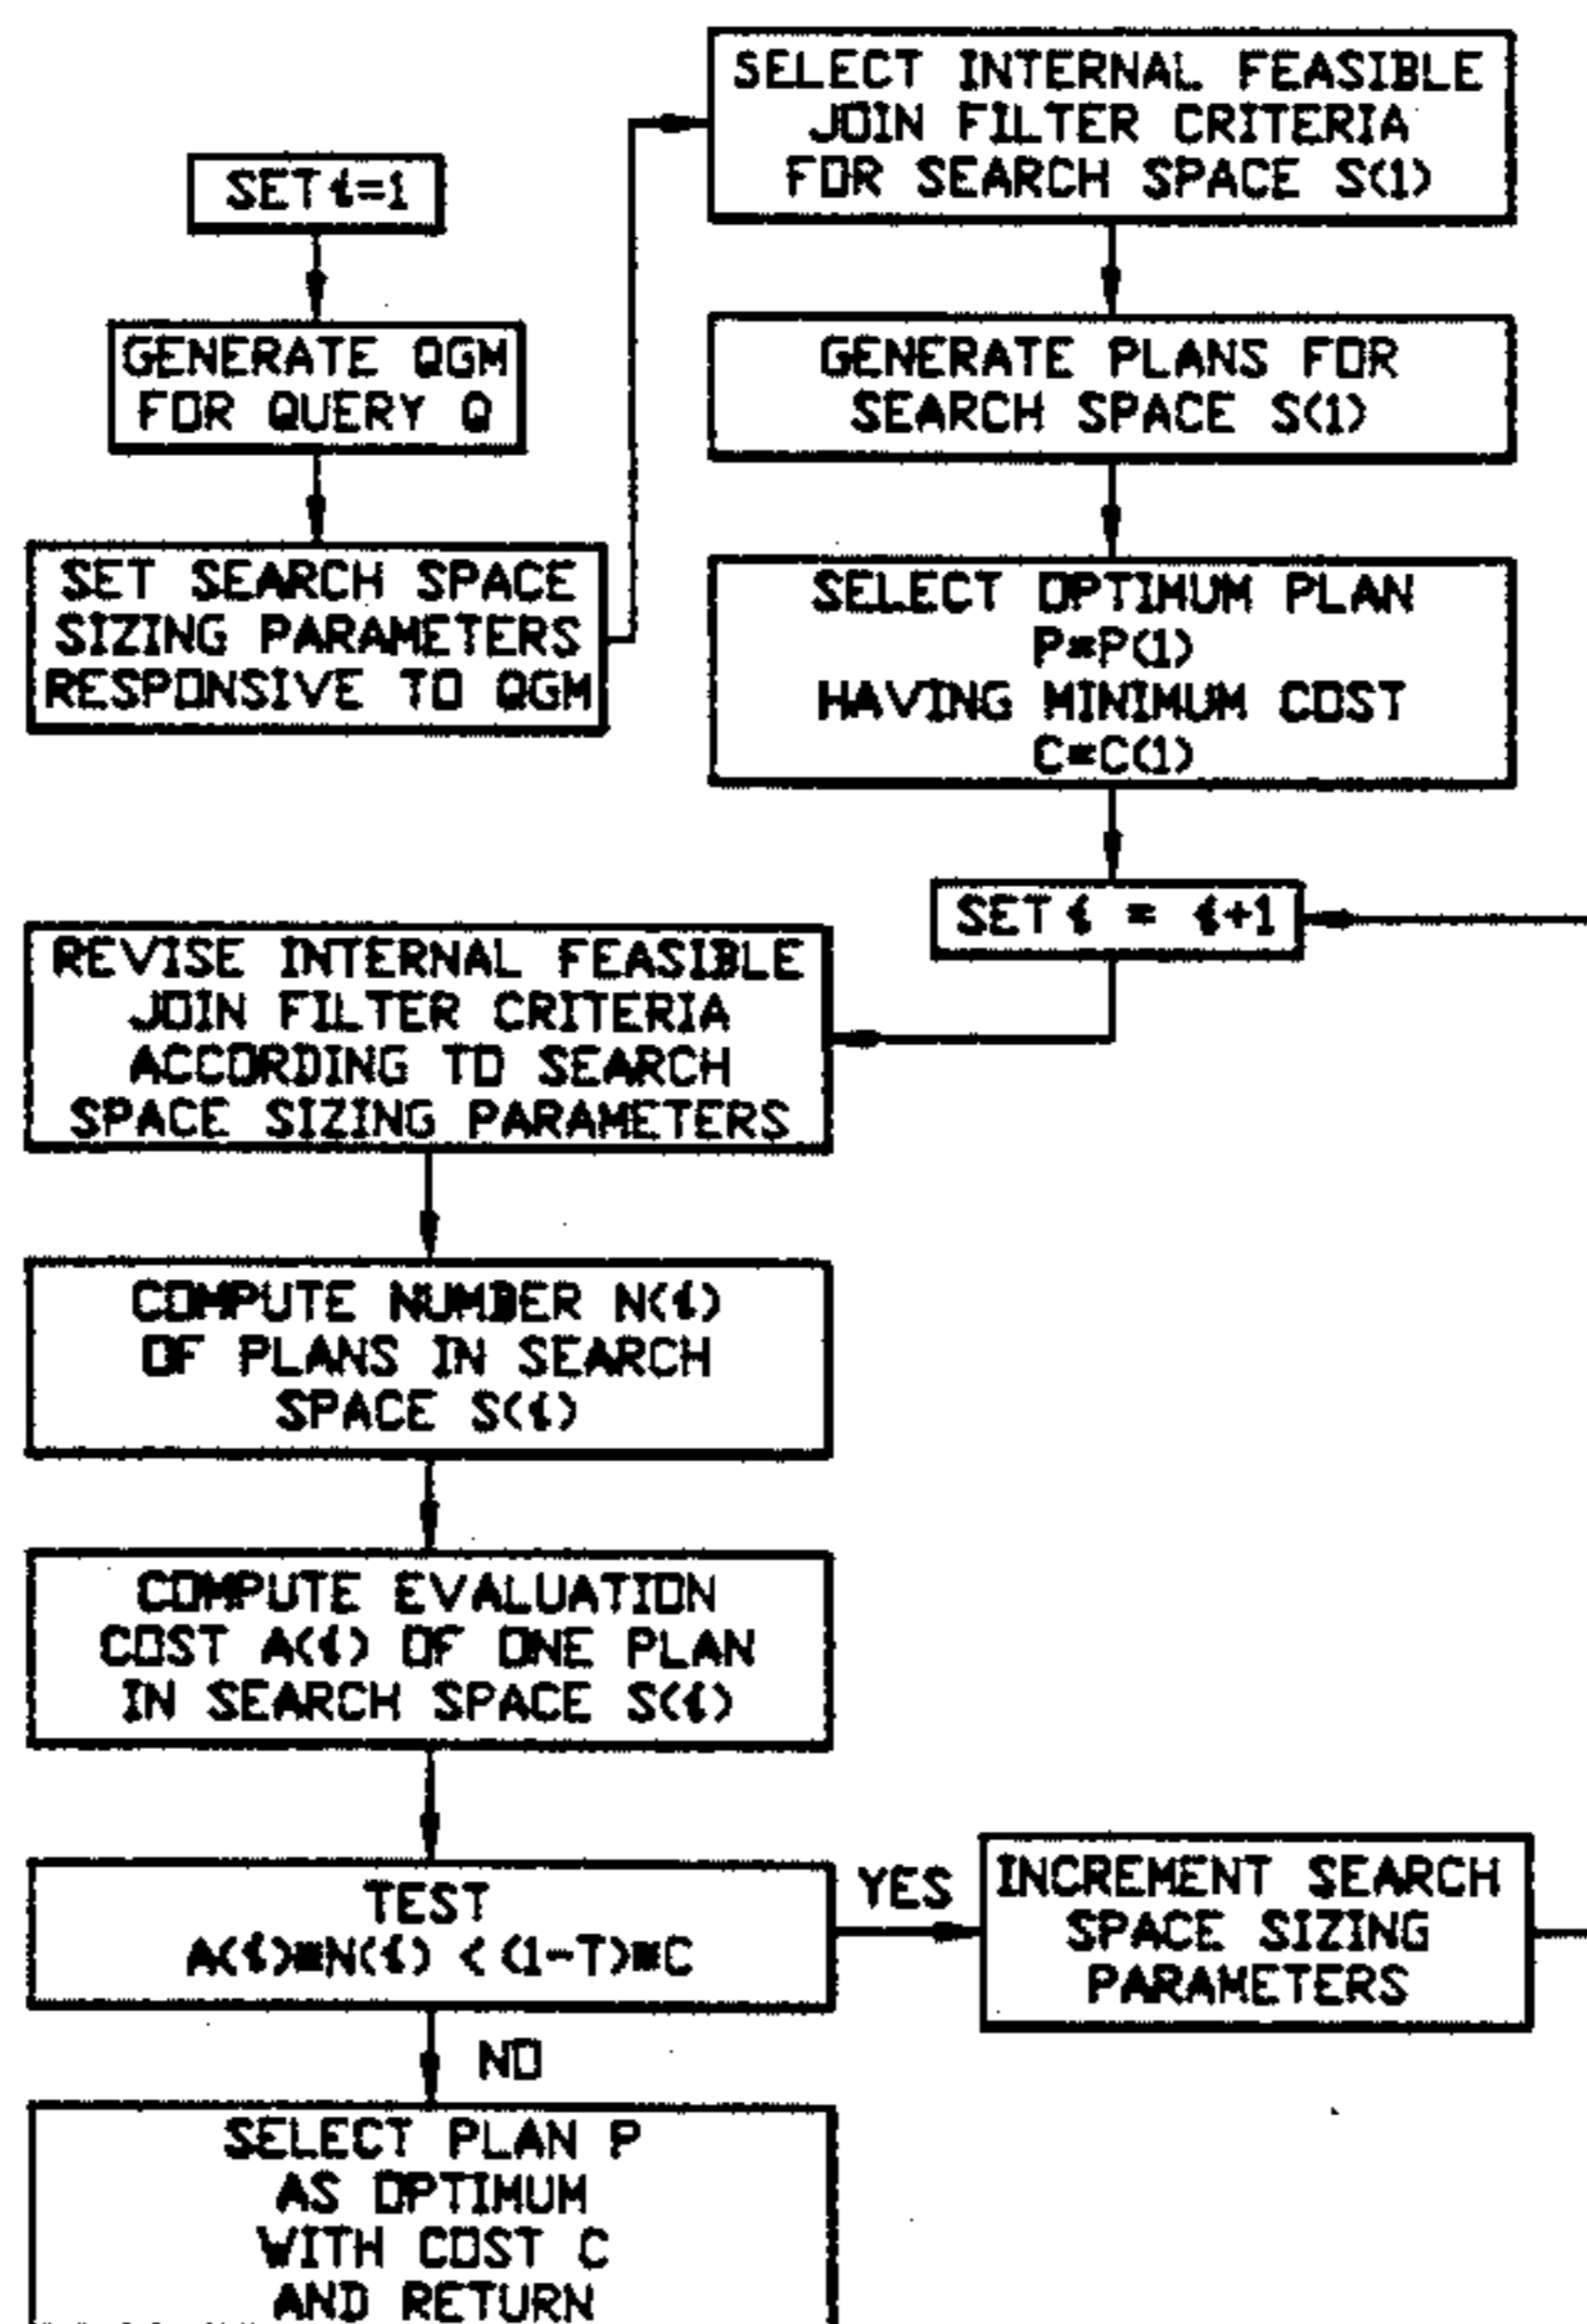 SET i=1
GENERATE QGM
FOR QUERY Q
SET SEARCH SPACE
SIZING PARAMETERS
RESPONSIVE TO QGM
SELECT INTERNAL FEASIBLE
JOIN FILTER CRITERIA
FOR SEARCH SPACE S(1)
GENERATE PLANS FOR
SEARCH SPACE S(1)
SELECT OPTIMUM PLAN
P=P(1)
HAVING MINIMUM COST
C=C(1)
SET i = i+1
REVISE INTERNAL FEASIBLE
JOIN FILTER CRITERIA
ACCORDING TO SEARCH
SPACE SIZING PARAMETERS
COMPUTE NUMBER N(i)
OF PLANS IN SEARCH
SPACE S(i)
COMPUTE EVALUATION
COST A(i) OF ONE PLAN
IN SEARCH SPACE S(i)
TEST
A(i)*N(i) < (1-T)*C
YES
INCREMENT SEARCH
SPACE SIZING
PARAMETERS
NO
SELECT PLAN P
AS OPTIMUM
WITH COST C
AND RETURN